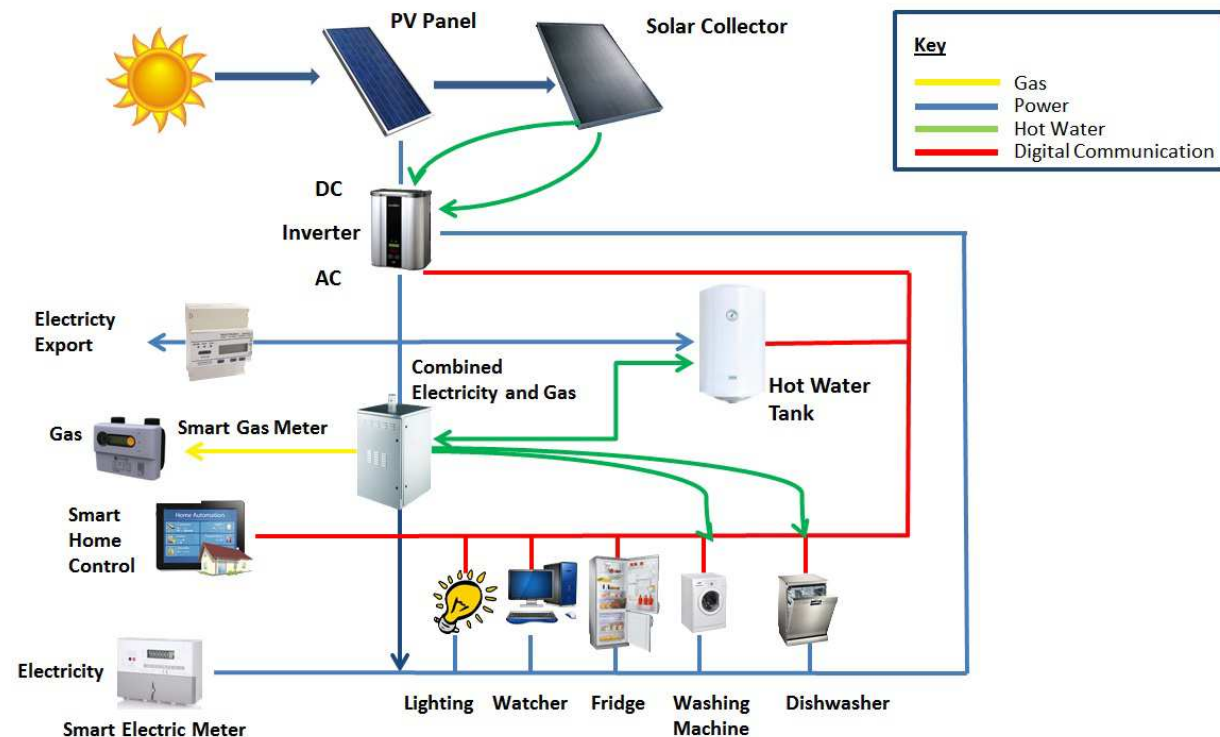 PV Panel
Solar Collector
Key
Gas
Power
Hot Water
Digital Communication
DC
Inverter
AC
Electricty
Export
Combined
Electricity and Gas
Hot Water
Tank
Gas
Smart Gas Meter
Smart
Home
Control
Home Automation
Electricity
Smart Electric Meter
Lighting
Watcher
Fridge
Washing
Machine
Dishwasher